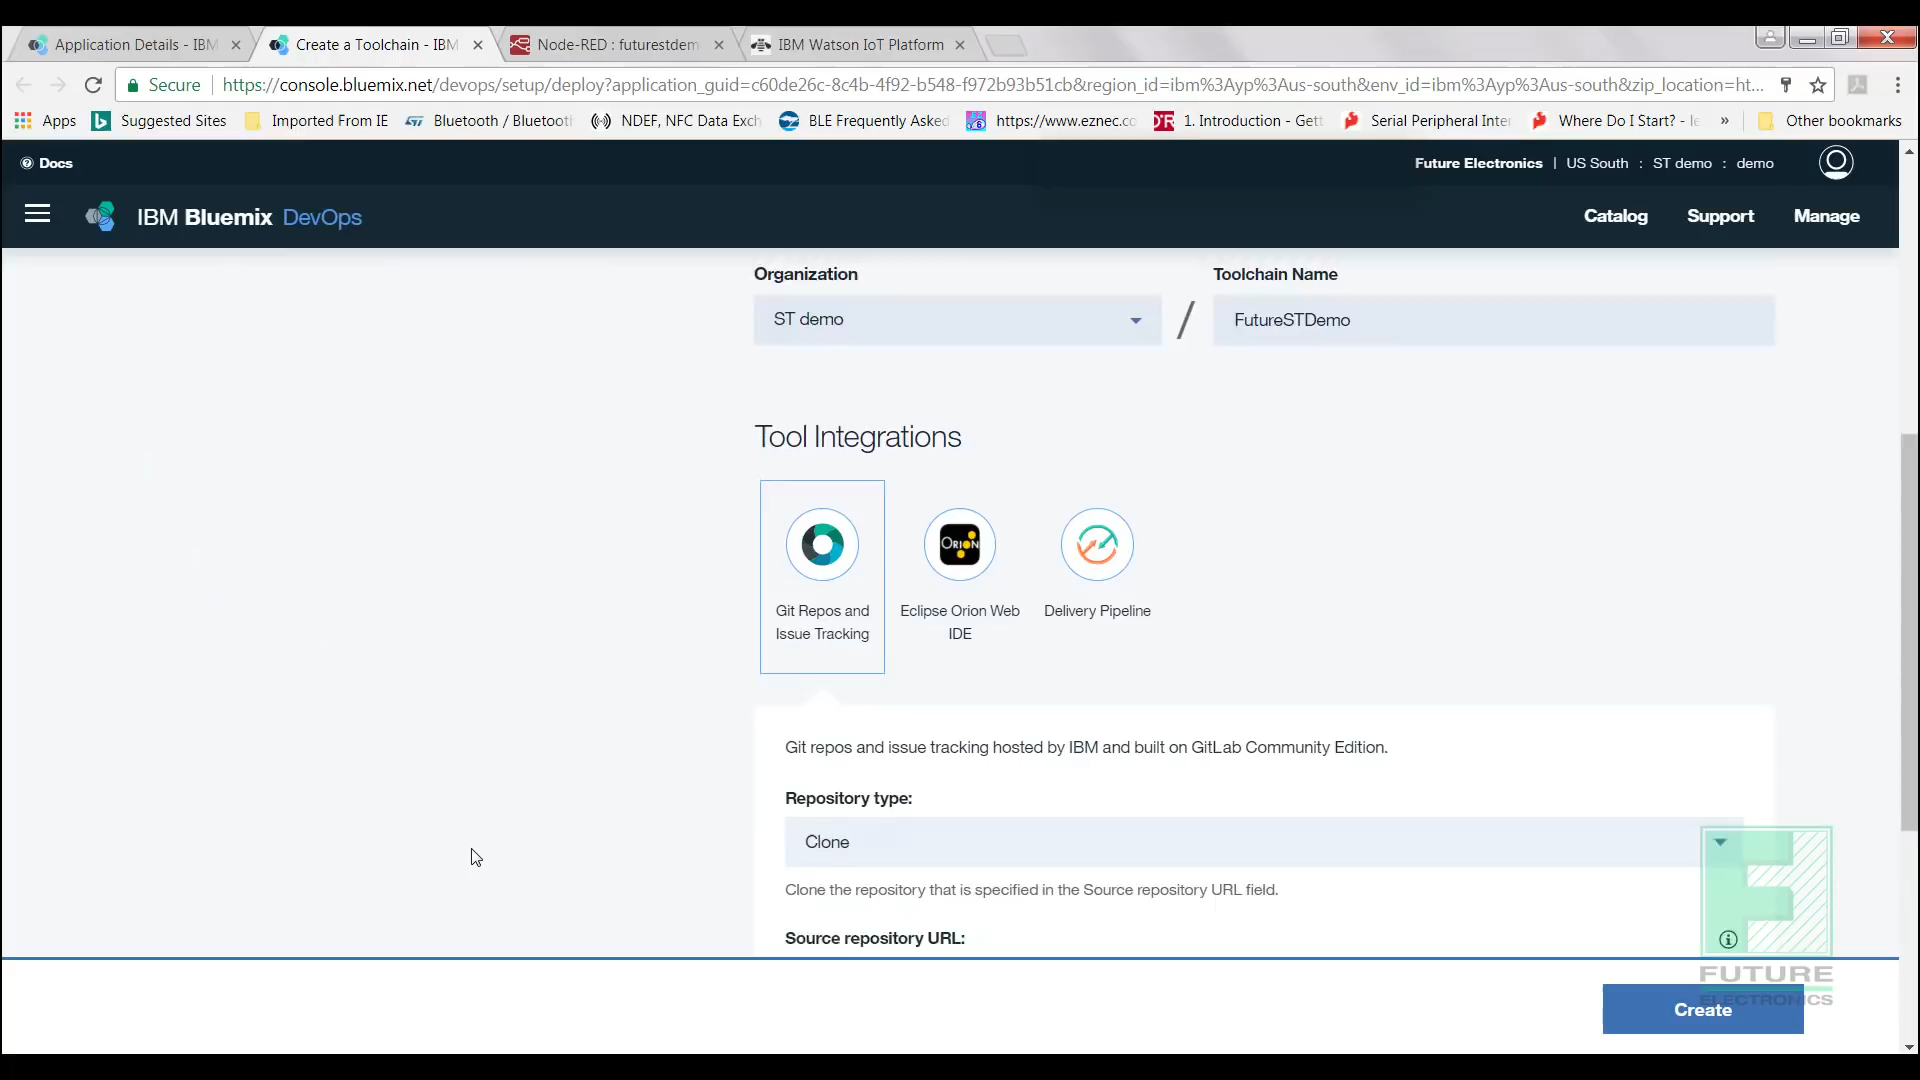 Application Details - IBM
Create a Toolchain - IBM
Node-RED : futurestdem
IBM Watson IoT Platform
Secure
https://console.bluemix.net/devops/setup/deploy?application_guid=c60de26c-8c4b-4f92-b548-f972b93b51cb&region_id=ibm%3Ayp%3Aus-south&env_id=ibm%3Ayp%3Aus-south&zip_location=ht...
Apps
Suggested Sites
Imported From IE
Bluetooth / Bluetooth
NDEF, NFC Data Exch
BLE Frequently Asked
https://www.eznec.co
1. Introduction - Gett
Serial Peripheral Inter
Where Do I Start? - le
»
Other bookmarks
Docs
Future Electronics | US South : ST demo : demo
IBM Bluemix DevOps
Catalog
Support
Manage
Organization
Toolchain Name
ST demo
/
FutureSTDemo
Tool Integrations
ORION
Git Repos and
Issue Tracking
Eclipse Orion Web
IDE
Delivery Pipeline
Git repos and issue tracking hosted by IBM and built on GitLab Community Edition.
Repository type:
Clone
Clone the repository that is specified in the Source repository URL field.
Source repository URL:
FUTURE
ELECTRONICS
Create